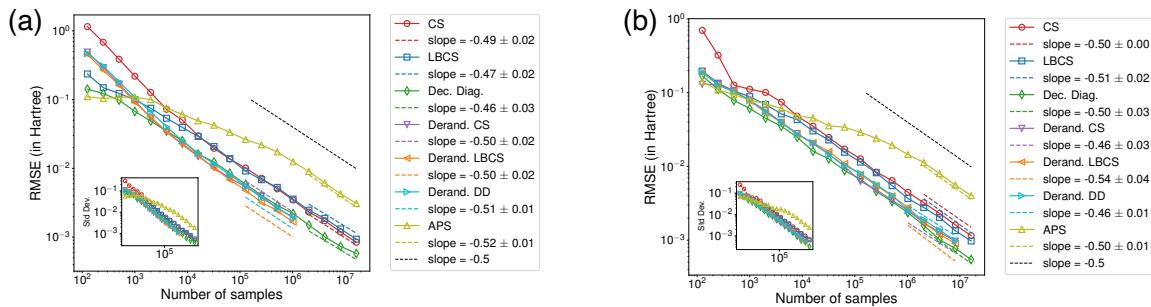 (a)
10⁰
10⁻¹
10⁻²
10⁻³
RMSE (in Hartree)
10⁻¹
10⁻²
10⁻³
Std Dev.
10⁵
10² 10³ 10⁴ 10⁵ 10⁶ 10⁷
Number of samples
CS
slope = -0.49 ± 0.02
LBCS
slope = -0.47 ± 0.02
Dec. Diag.
slope = -0.46 ± 0.03
Derand. CS
slope = -0.50 ± 0.02
Derand. LBCS
slope = -0.50 ± 0.02
Derand. DD
slope = -0.51 ± 0.01
APS
slope = -0.52 ± 0.01
slope = -0.5
(b)
10⁰
10⁻¹
10⁻²
10⁻³
RMSE (in Hartree)
10⁻¹
10⁻²
10⁻³
Std Dev.
10⁵
10² 10³ 10⁴ 10⁵ 10⁶ 10⁷
Number of samples
CS
slope = -0.50 ± 0.00
LBCS
slope = -0.51 ± 0.02
Dec. Diag.
slope = -0.50 ± 0.03
Derand. CS
slope = -0.46 ± 0.03
Derand. LBCS
slope = -0.54 ± 0.04
Derand. DD
slope = -0.46 ± 0.01
APS
slope = -0.50 ± 0.01
slope = -0.5